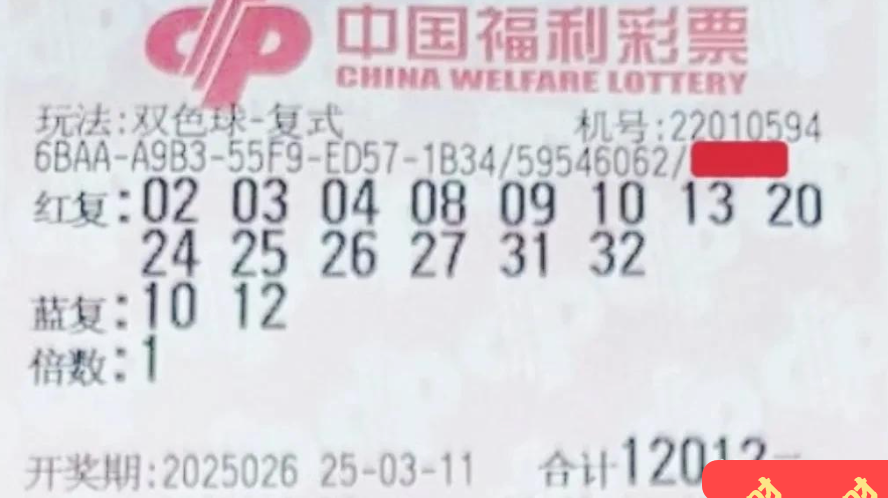 中国福利彩票
CHINA WELFARE LOTTERY
玩法:双色球-复式 机号:22010594
6BAA-A9B3-55F9-ED57-1B34/59546062/
红复:02 03 04 08 09 10 13 20
24 25 26 27 31 32
蓝复:10 12
倍数:1
开奖期:2025026 25-03-11 合计12012